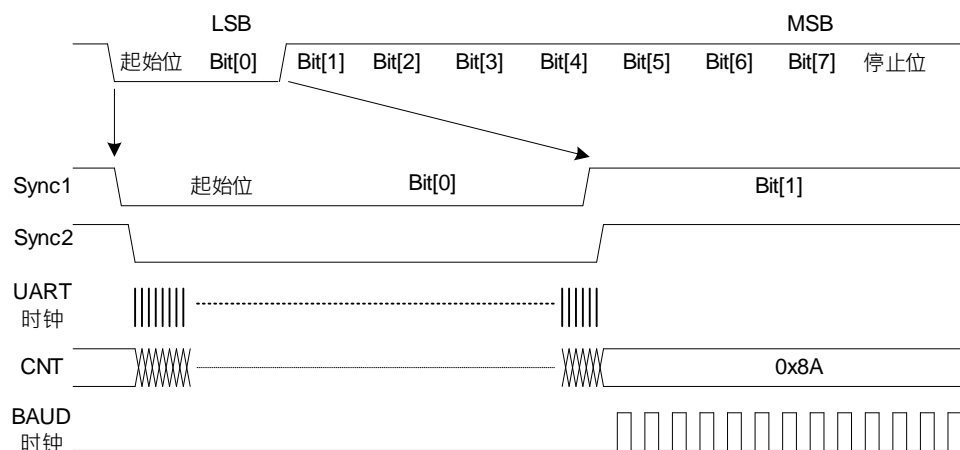 LSB MSB
起始位 Bit[0] Bit[1] Bit[2] Bit[3] Bit[4] Bit[5] Bit[6] Bit[7] 停止位
Sync1 起始位 Bit[0] Bit[1]
Sync2
UART
时钟
CNT 0x8A
BAUD
时钟